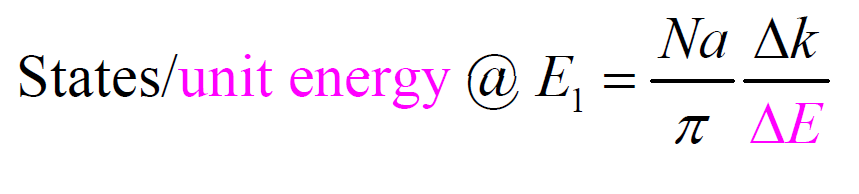 States/unit energy @ E₁ = Na/π Δk/ΔE